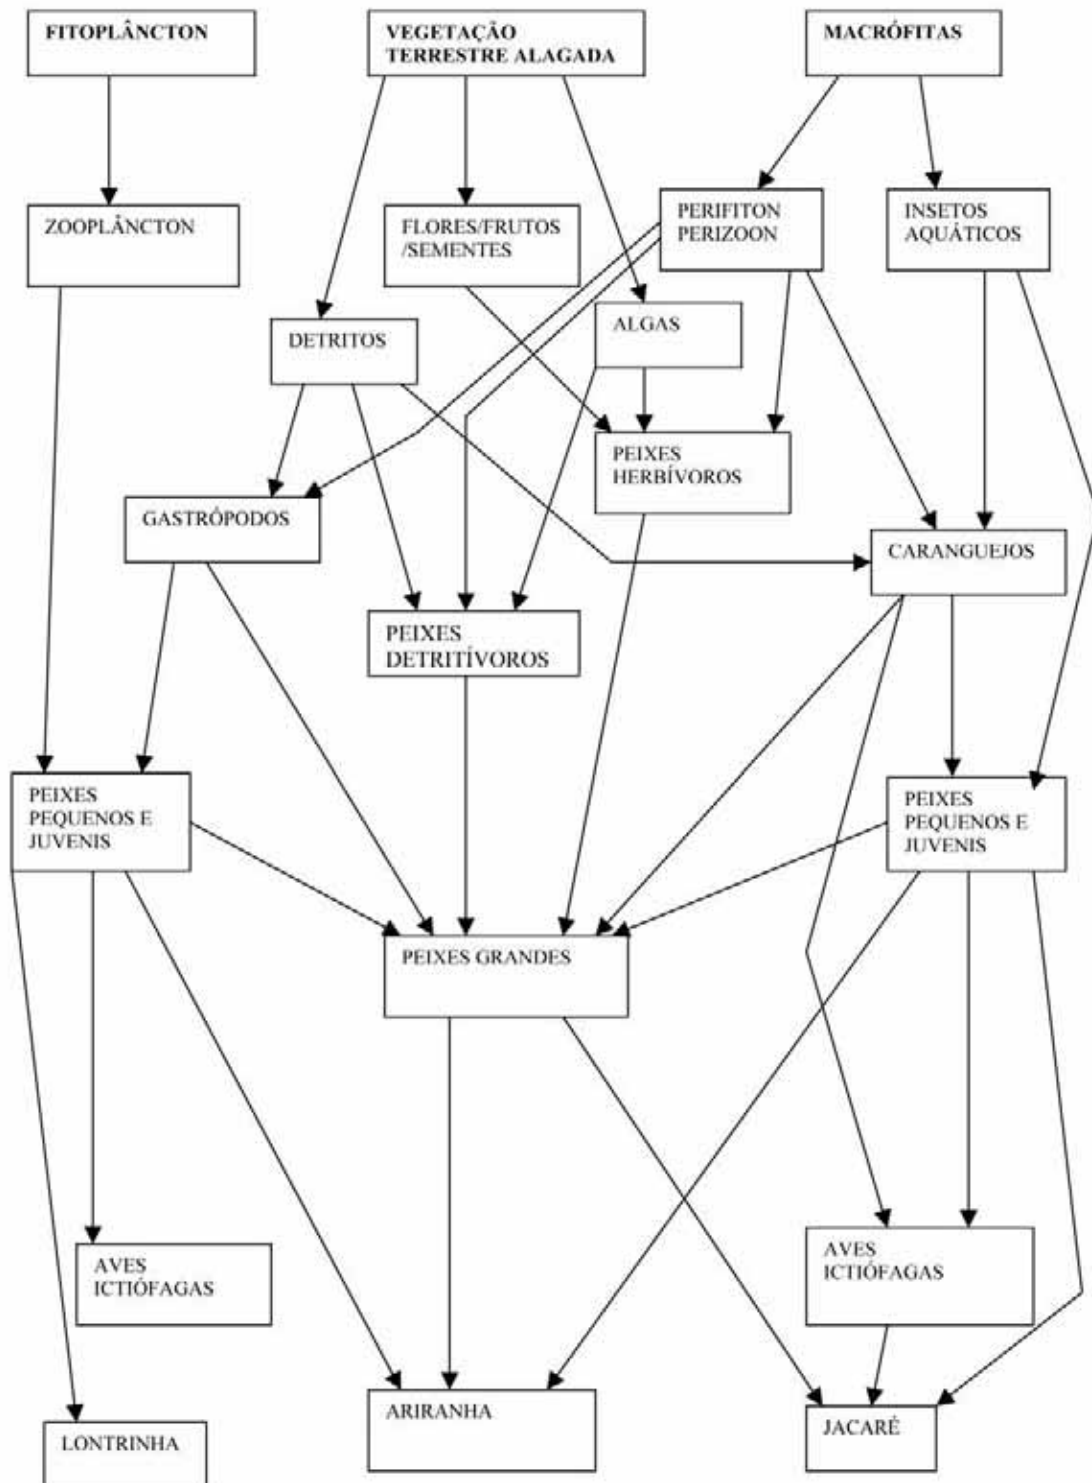 FITOPLÂNCTON
VEGETAÇÃO
TERRESTRE ALAGADA
MACRÓFITAS
ZOOPLÂNCTON
FLORES/FRUTOS
/SEMENTES
PERIFITON
PERIZOON
INSETOS
AQUÁTICOS
DETRITOS
ALGAS
PEIXES
HERBÍVOROS
GASTRÓPODOS
CARANGUEJOS
PEIXES
DETRITÍVOROS
PEIXES
PEQUENOS E
JUVENIS
PEIXES
PEQUENOS E
JUVENIS
PEIXES GRANDES
AVES
ICTIÓFAGAS
AVES
ICTIÓFAGAS
ARIRANHA
JACARÉ
LONTRINHA